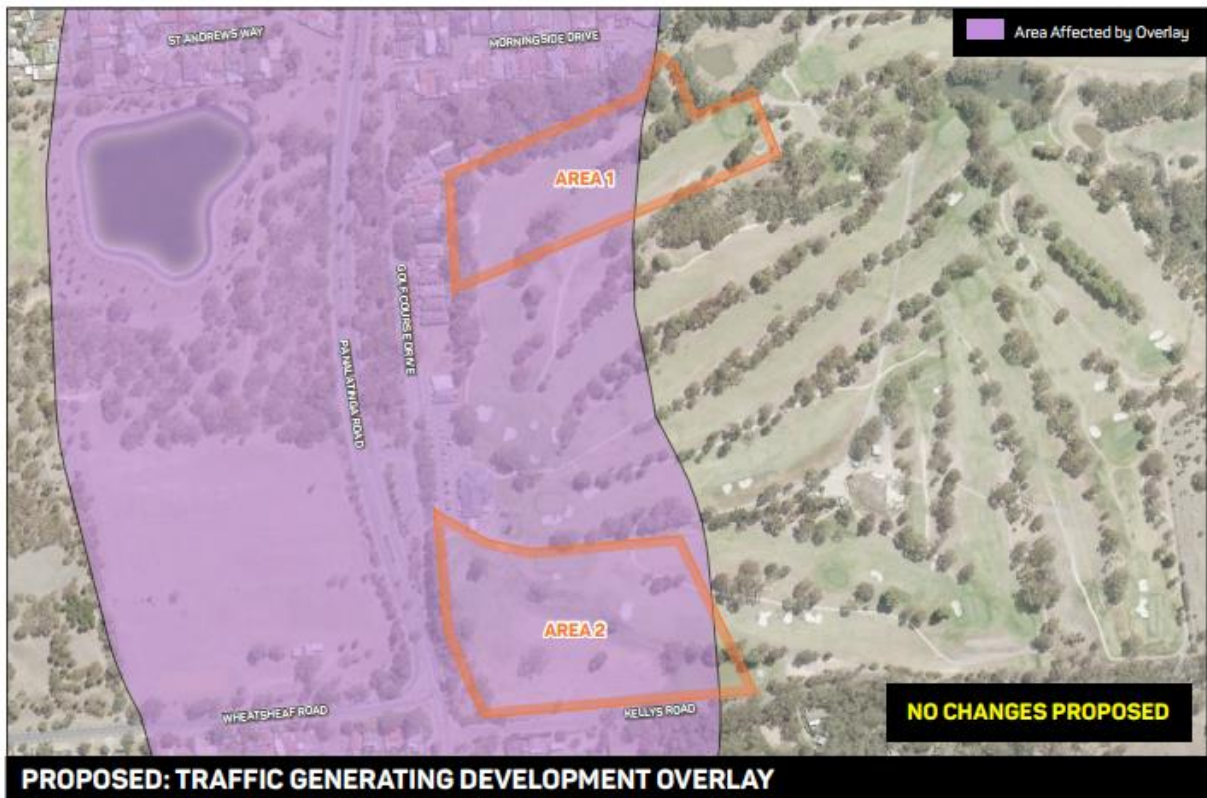 Area Affected by Overlay
ST ANDREWS WAY
MORNINGSIDE DRIVE
AREA 1
GOLF COURSE DRIVE
PANALATINGA ROAD
AREA 2
WHEATSHEAF ROAD
KELLYS ROAD
NO CHANGES PROPOSED
PROPOSED: TRAFFIC GENERATING DEVELOPMENT OVERLAY